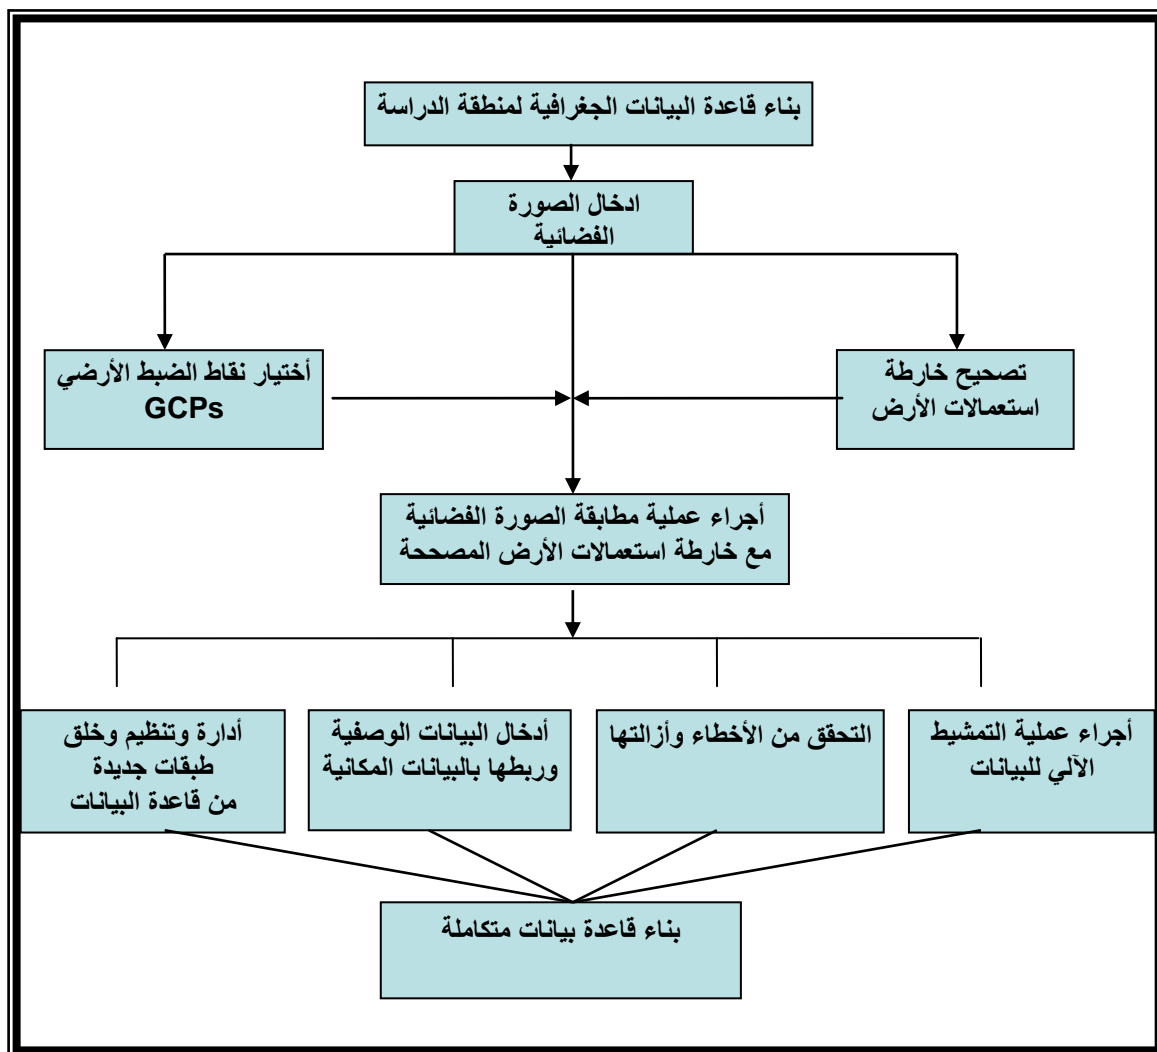 بناء قاعدة البيانات الجغرافية لمنطقة الدراسة
ادخال الصورة
الفضائية
تصحيح خارطة
استعمالات الأرض
أختيار نقاط الضبط الأرضي
GCPs
أجراء عملية مطابقة الصورة الفضائية
مع خارطة استعمالات الأرض المصححة
أجراء عملية التمشيط
الآلي للبيانات
التحقق من الأخطاء وأزالتها
أدخال البيانات الوصفية
وربطها بالبيانات المكانية
أدارة وتنظيم وخلق
طبقات جديدة
من قاعدة البيانات
بناء قاعدة بيانات متكاملة